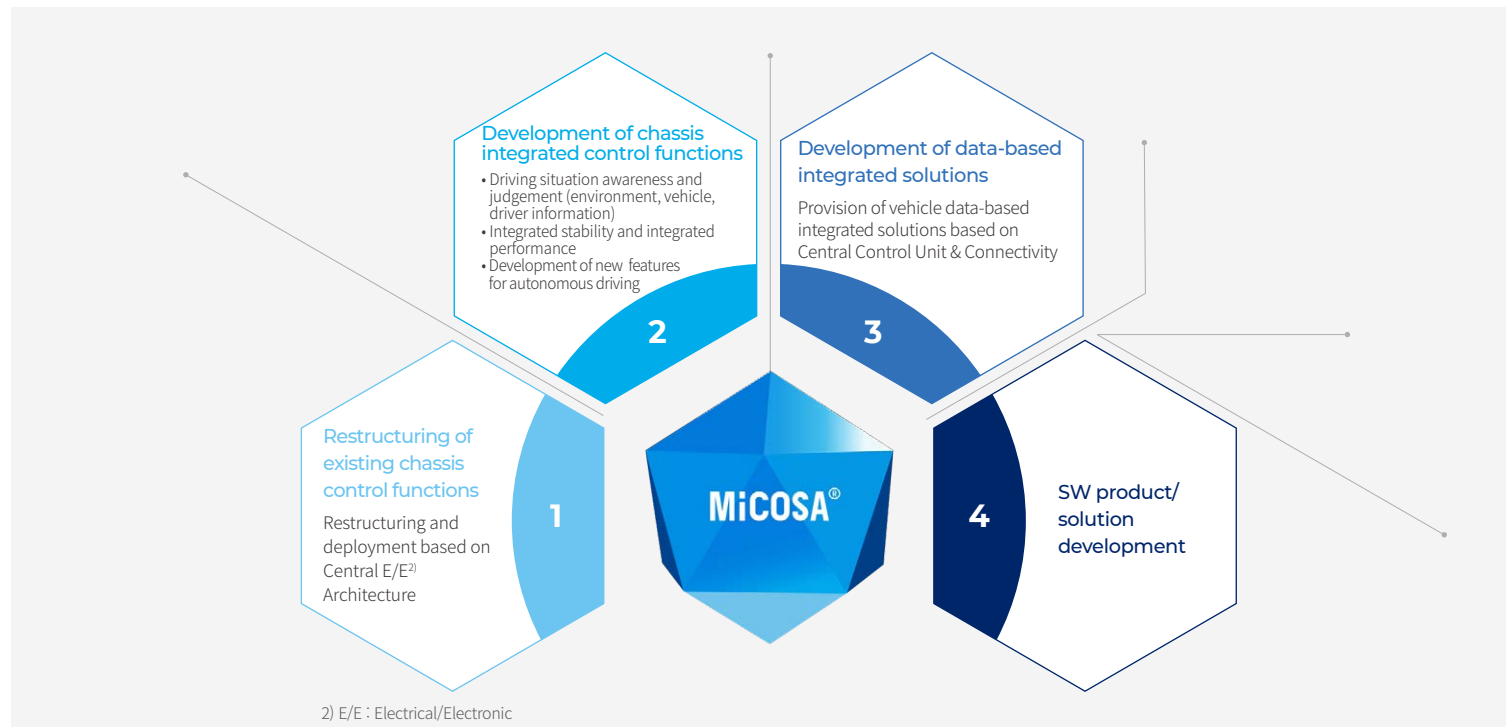 Development of chassis
integrated control functions
• Driving situation awareness and
judgement (environment, vehicle,
driver information)
• Integrated stability and integrated
performance
• Development of new features
for autonomous driving
2
Development of data-based
integrated solutions
Provision of vehicle data-based
integrated solutions based on
Central Control Unit & Connectivity
3
Restructuring of
existing chassis
control functions
Restructuring and
deployment based on
Central E/E2)
Architecture
1
MiCOSA®
4
SW product/
solution
development
2) E/E : Electrical/Electronic